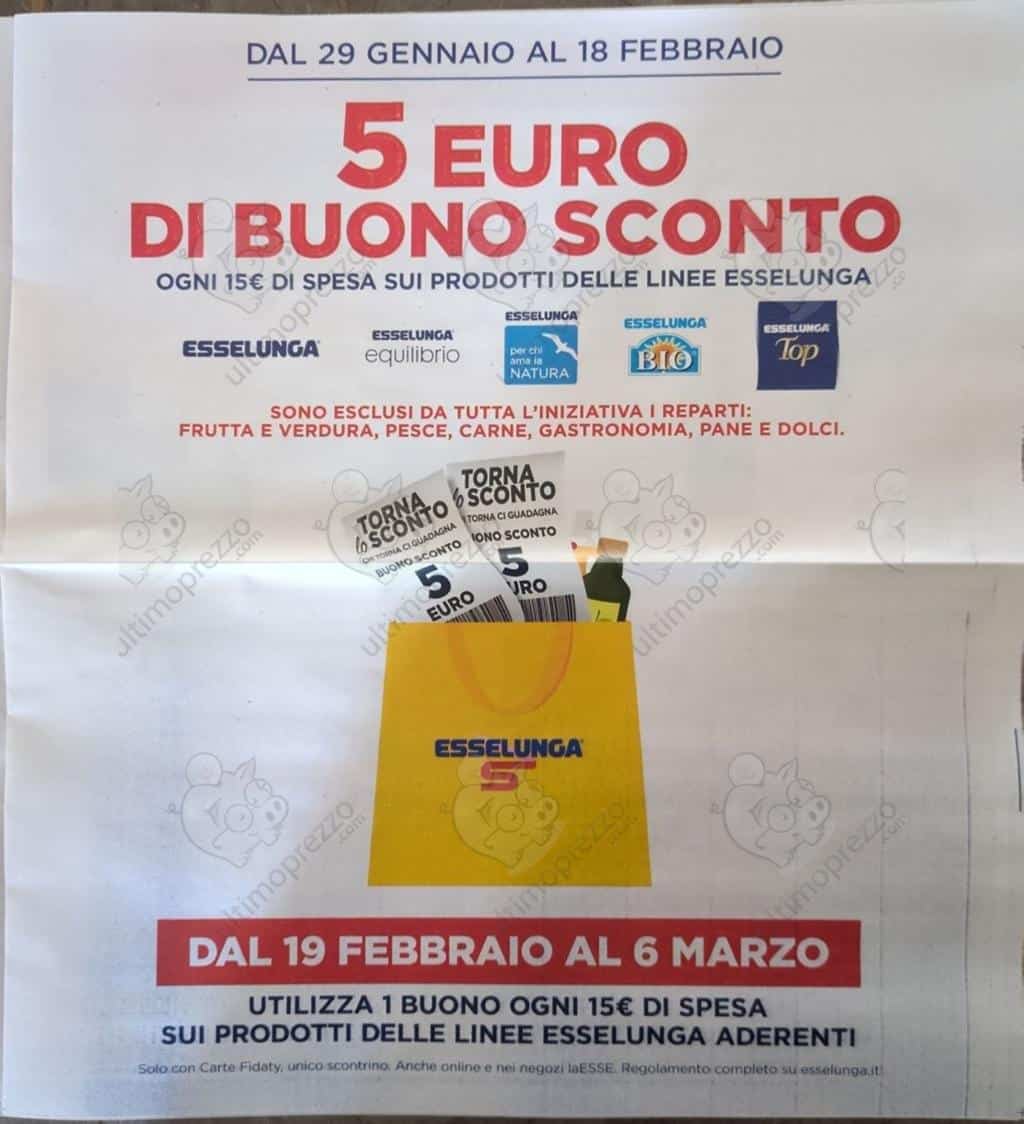 DAL 29 GENNAIO AL 18 FEBBRAIO
5 EURO
DI BUONO SCONTO
OGNI 15€ DI SPESA SUI PRODOTTI DELLE LINEE ESSELUNGA
ESSELUNGA
ESSELUNGA
equilibrio
ESSELUNGA
per chi
ama la
NATURA
ESSELUNGA
BIO
ESSELUNGA
Top
SONO ESCLUSI DA TUTTA L'INIZIATIVA I REPARTI:
FRUTTA E VERDURA, PESCE, CARNE, GASTRONOMIA, PANE E DOLCI.
TORNA
lo SCONTO
CHI TORNA CI GUADAGNA
BUONO SCONTO
5
EURO
TORNA
lo SCONTO
TORNA CI GUADAGNA
UONO SCONTO
5
URO
ESSELUNGA
S
DAL 19 FEBBRAIO AL 6 MARZO
UTILIZZA 1 BUONO OGNI 15€ DI SPESA
SUI PRODOTTI DELLE LINEE ESSELUNGA ADERENTI
Solo con Carte Fidaty, unico scontrino. Anche online e nei negozi laESSE. Regolamento completo su esselunga.it
ultimoprezzo.com